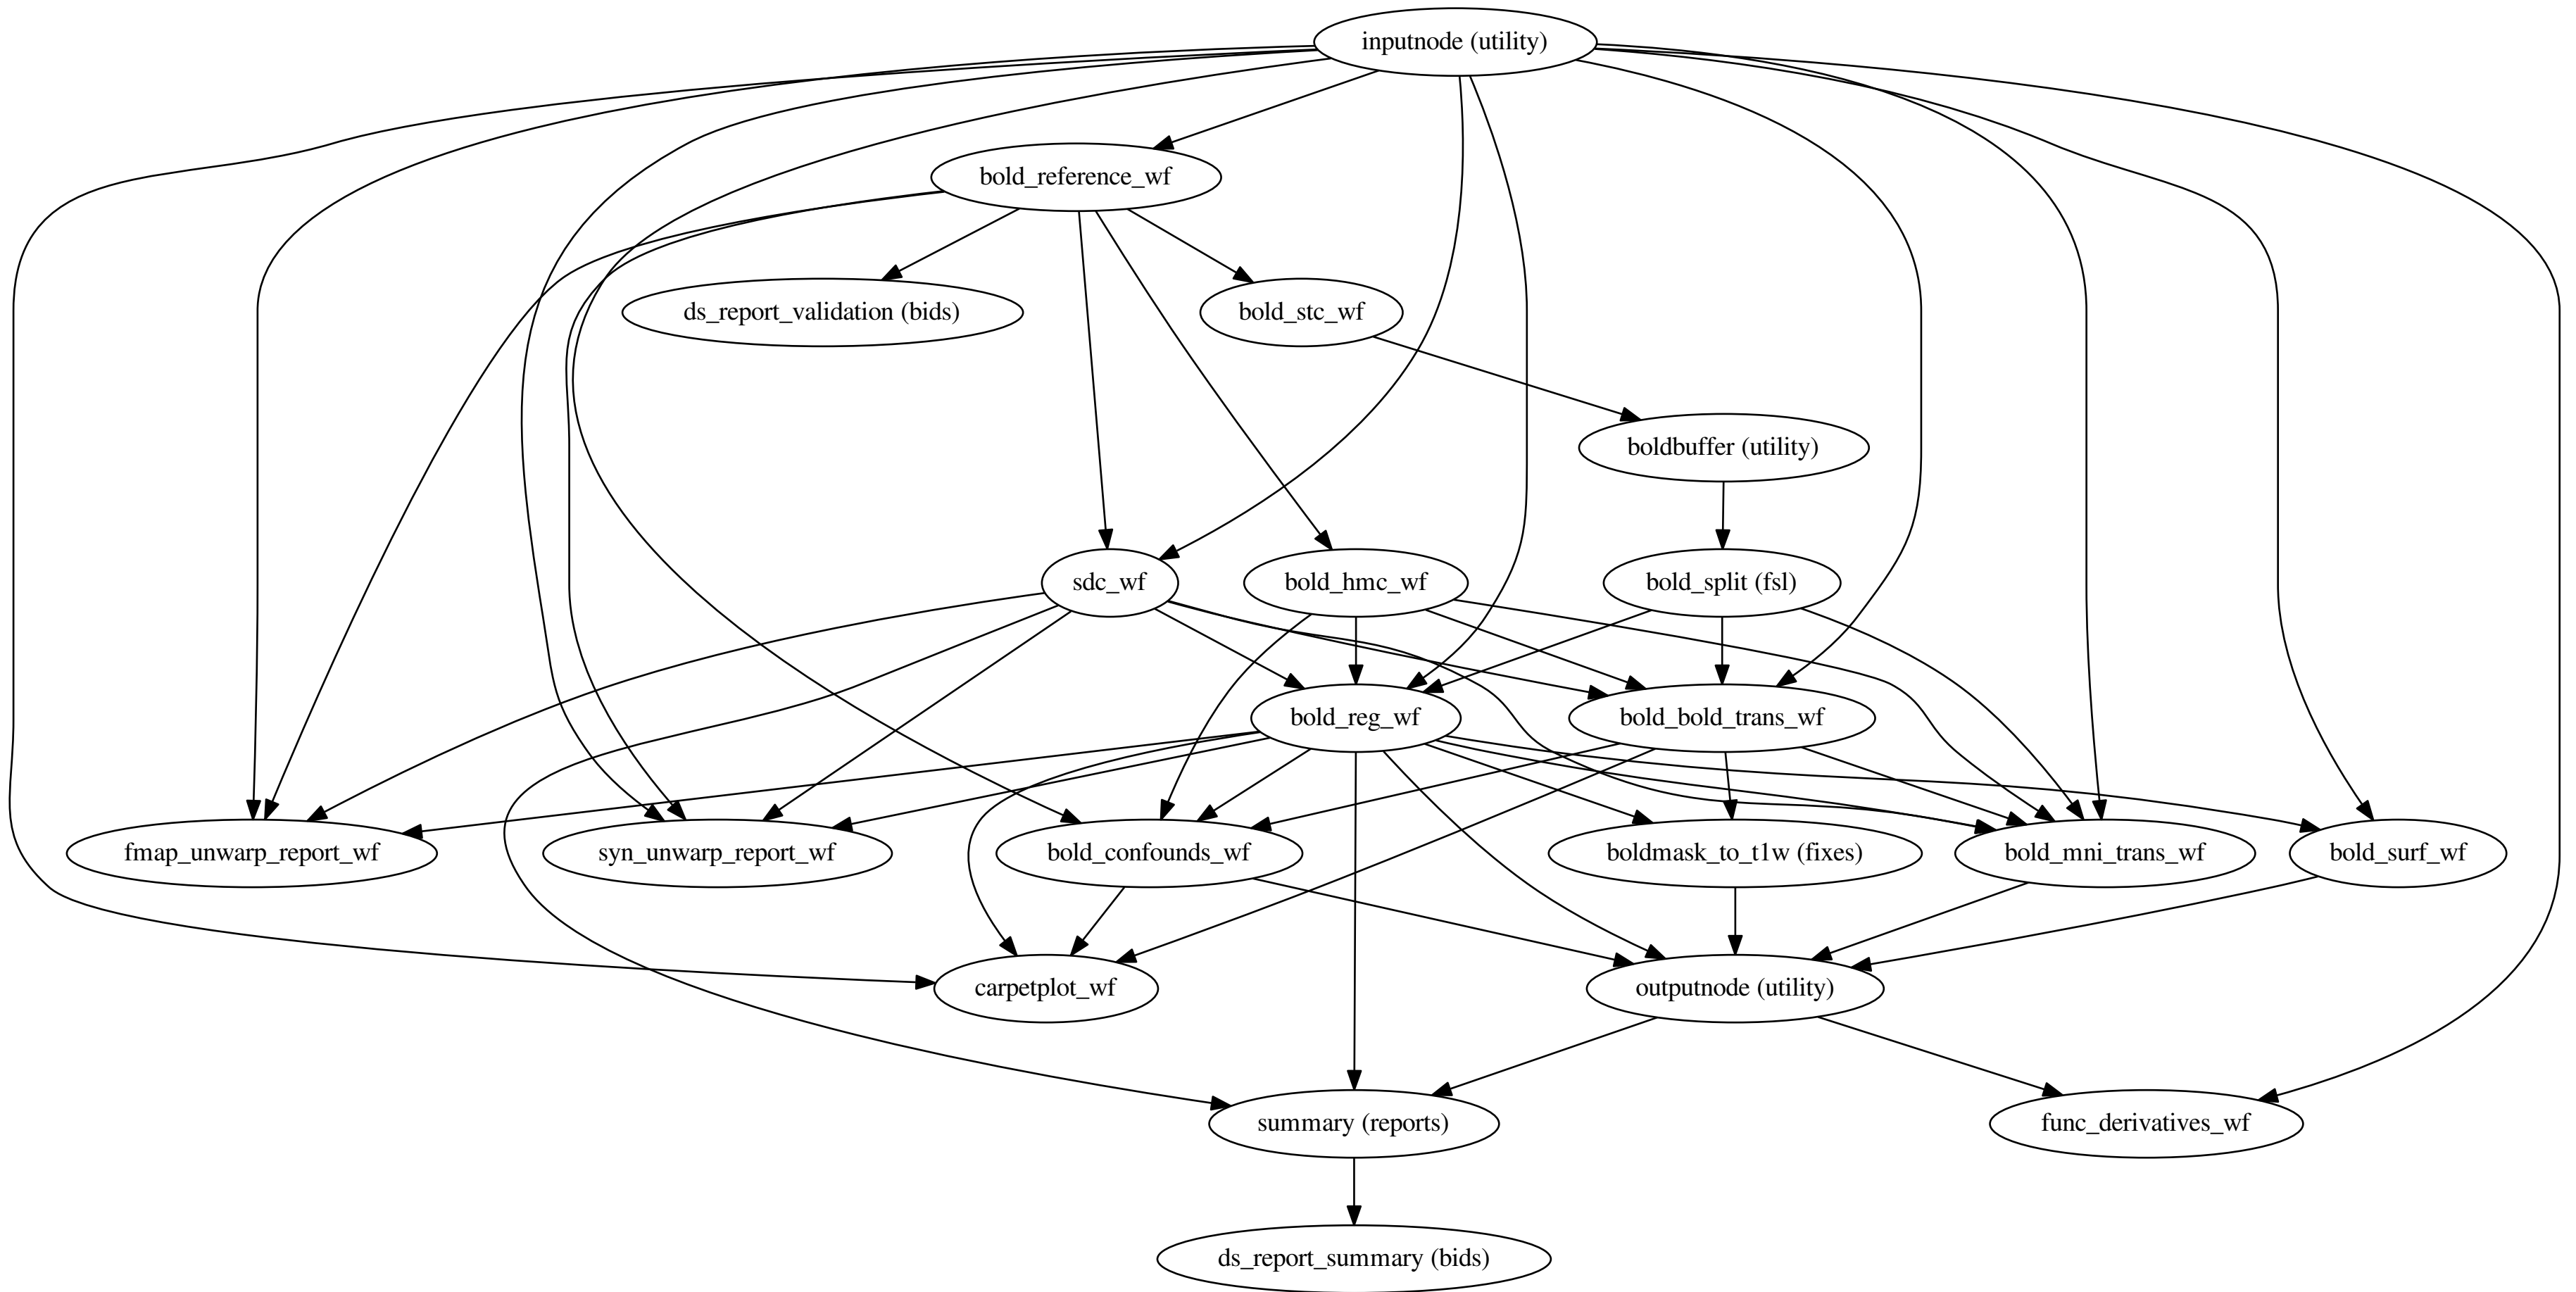 inputnode (utility)
bold_reference_wf
ds_report_validation (bids)
bold_stc_wf
boldbuffer (utility)
sdc_wf
bold_hmc_wf
bold_split (fsl)
bold_reg_wf
bold_bold_trans_wf
fmap_unwarp_report_wf
syn_unwarp_report_wf
bold_confounds_wf
boldmask_to_t1w (fixes)
bold_mni_trans_wf
bold_surf_wf
carpetplot_wf
outputnode (utility)
summary (reports)
func_derivatives_wf
ds_report_summary (bids)